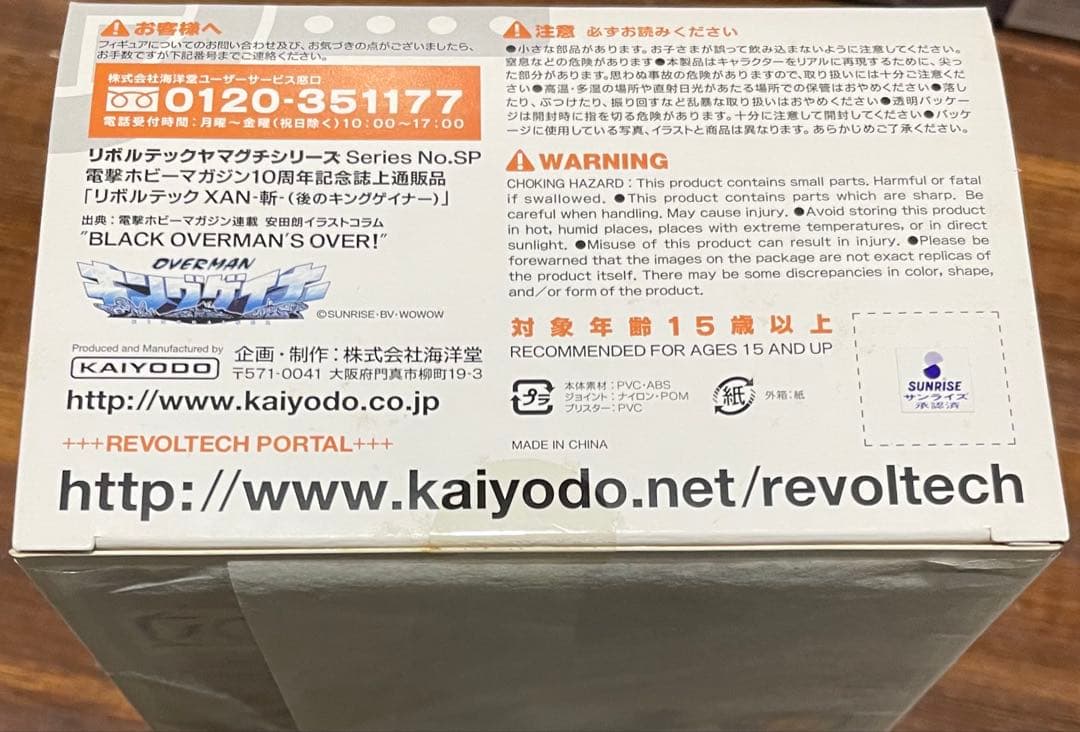 お客様へ
フィギュアについてのお問い合わせ及び、お気づきの点がございましたら、
お手数ですが下記番号までご連絡ください。
株式会社海洋堂ユーザーサービス窓口
0120-351177
電話受付時間：月曜〜金曜(祝日除く)10：00〜17：00
リボルテックヤマグチシリーズ Series No.SP
電撃ホビーマガジン10周年記念誌上通販品
「リボルテック XAN-斬-(後のキングゲイナー)」
出典：電撃ホビーマガジン連載 安田朗イラストコラム
"BLACK OVERMAN'S OVER!"
OVERMAN
キングゲイナー
©SUNRISE・BV・WOWOW
Produced and Manufactured by
KAIYODO
企画・制作：株式会社海洋堂
〒571-0041 大阪府門真市柳町19-3
http://www.kaiyodo.co.jp
+++REVOLTECH PORTAL+++
http://www.kaiyodo.net/revoltech
注意 必ずお読みください
●小さな部品があります。お子さまが誤って飲み込まないように注意してください。
窒息などの危険があります●本製品はキャラクターをリアルに再現するために、尖っ
た部分があります。思わぬ事故の危険がありますので、取り扱いには十分ご注意くださ
い●高温・多湿の場所や直射日光があたる場所での保管はおやめください●落し
たり、ぶつけたり、振り回すなど乱暴な取り扱いはおやめください●透明パッケー
ジは開封時に指を切る危険があります。十分に注意して開封してください●パッケ
ージに使用している写真、イラストと商品は異なります。あらかじめご了承ください。
WARNING
CHOKING HAZARD : This product contains small parts. Harmful or fatal
if swallowed. ●This product contains parts which are sharp. Be
careful when handling. May cause injury. ●Avoid storing this product
in hot, humid places, places with extreme temperatures, or in direct
sunlight. ●Misuse of this product can result in injury. ●Please be
forewarned that the images on the package are not exact replicas of
the product itself. There may be some discrepancies in color, shape,
and/or form of the product.
対象年齢15歳以上
RECOMMENDED FOR AGES 15 AND UP
プラ
本体素材：PVC・ABS
ジョイント：ナイロン・POM
ブリスター：PVC
紙
外箱：紙
MADE IN CHINA
SUNRISE
サンライズ
承認済